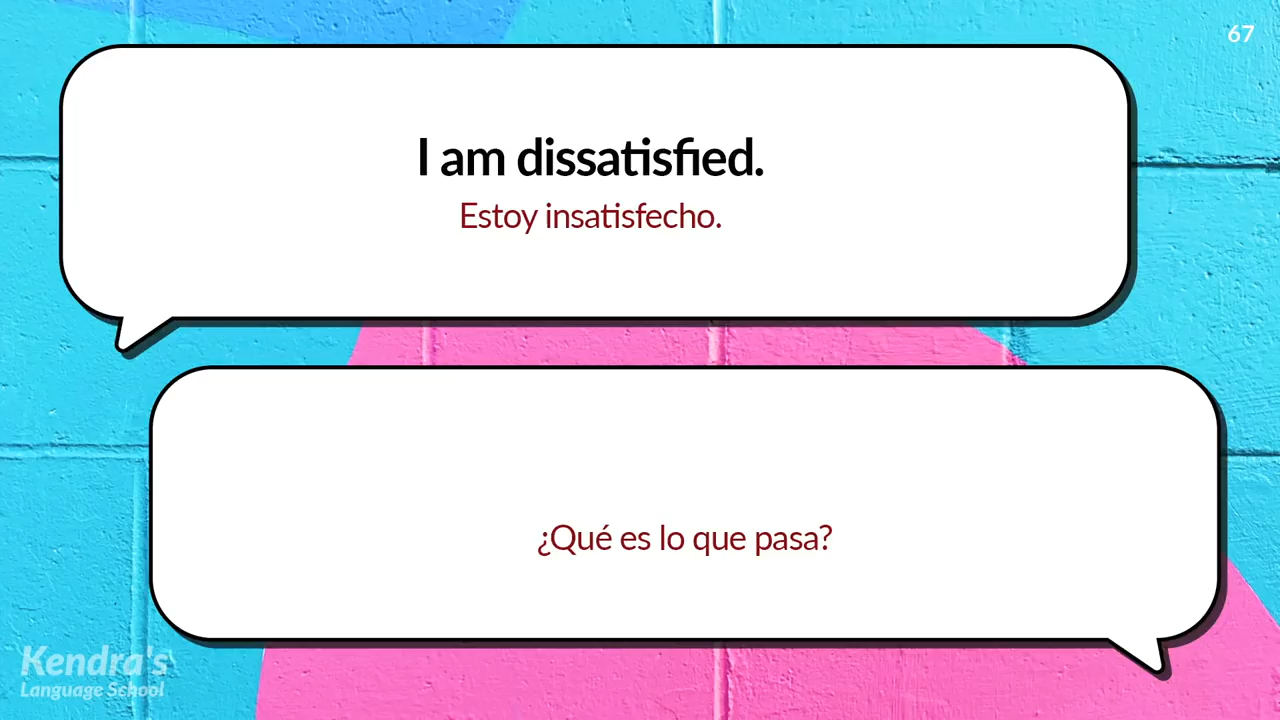 67
I am dissatisfied.
Estoy insatisfecho.
¿Qué es lo que pasa?
Kendra's
Language School